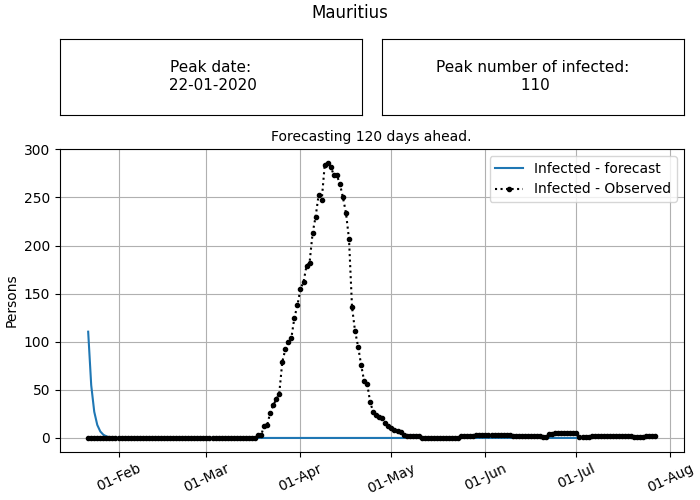 Mauritius
Peak date:
22-01-2020
Peak number of infected:
110
Forecasting 120 days ahead.
Infected - forecast
Infected - Observed
Persons
300
250
200
150
100
50
0
01-Feb
01-Mar
01-Apr
01-May
01-Jun
01-Jul
01-Aug